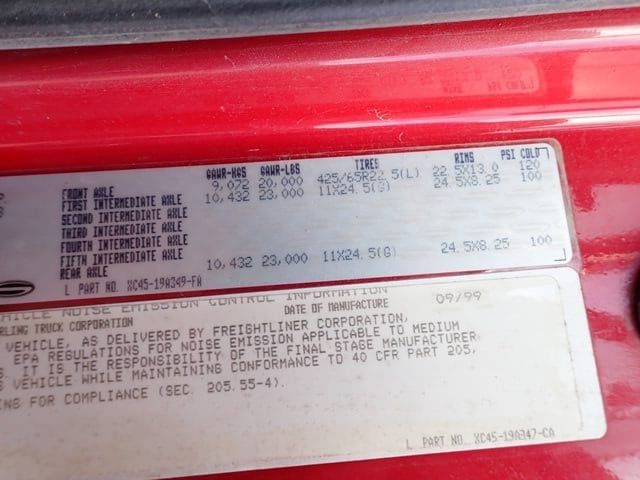 GAWR-KGS GAWR-LBS TIRES RIMS PSI COLD
FRONT AXLE 9,072 20,000 425/65R22.5(L) 22.5X13.0 120
FIRST INTERMEDIATE AXLE 10,432 23,000 11X24.5(G) 24.5X8.25 100
SECOND INTERMEDIATE AXLE
THIRD INTERMEDIATE AXLE
FOURTH INTERMEDIATE AXLE
FIFTH INTERMEDIATE AXLE
REAR AXLE 10,432 23,000 11X24.5(G) 24.5X8.25 100
L PART NO. XC45-19A349-FA
HICLE NOISE EMISSION CONTROL INFORMATION
RLING TRUCK CORPORATION DATE OF MANUFACTURE 09/99
VEHICLE, AS DELIVERED BY FREIGHTLINER CORPORATION,
EPA REGULATIONS FOR NOISE EMISSION APPLICABLE TO MEDIUM
S. IT IS THE RESPONSIBILITY OF THE FINAL STAGE MANUFACTURER
S VEHICLE WHILE MAINTAINING CONFORMANCE TO 40 CFR PART 205,
ING FOR COMPLIANCE (SEC. 205.55-4).
L PART NO. XC45-19A347-CA